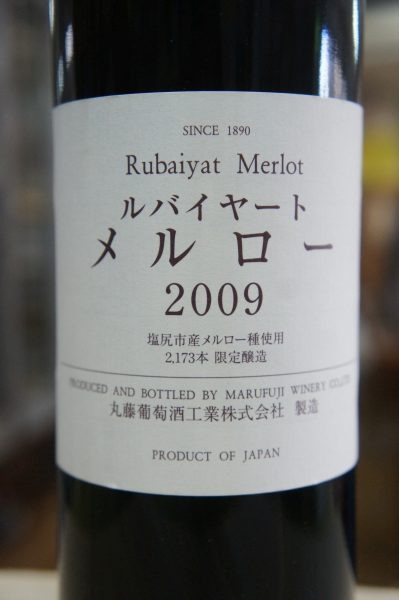 SINCE 1890
Rubaiyat Merlot
ルバイヤート
メルロー
2009
塩尻市産メルロー種使用
2,173本 限定醸造
PRODUCED AND BOTTLED BY MARUFUJI WINERY CO.,LTD.
丸藤葡萄酒工業株式会社 製造
PRODUCT OF JAPAN